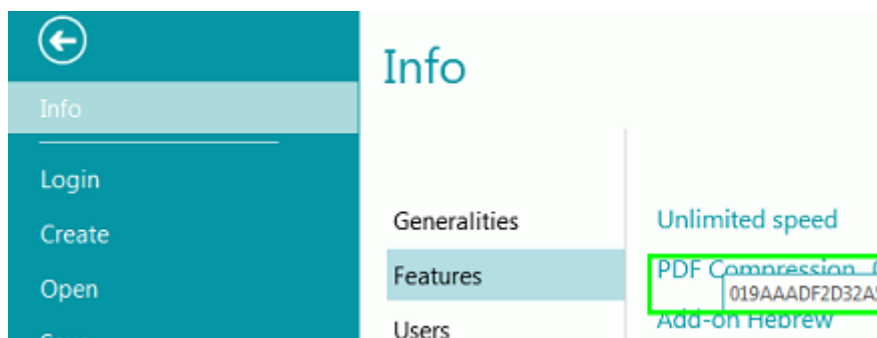 Info
Info
Login
Create
Open
Generalities
Features
Users
Unlimited speed
PDF Compression
019AAADF2D32A
Add-on Hebrew